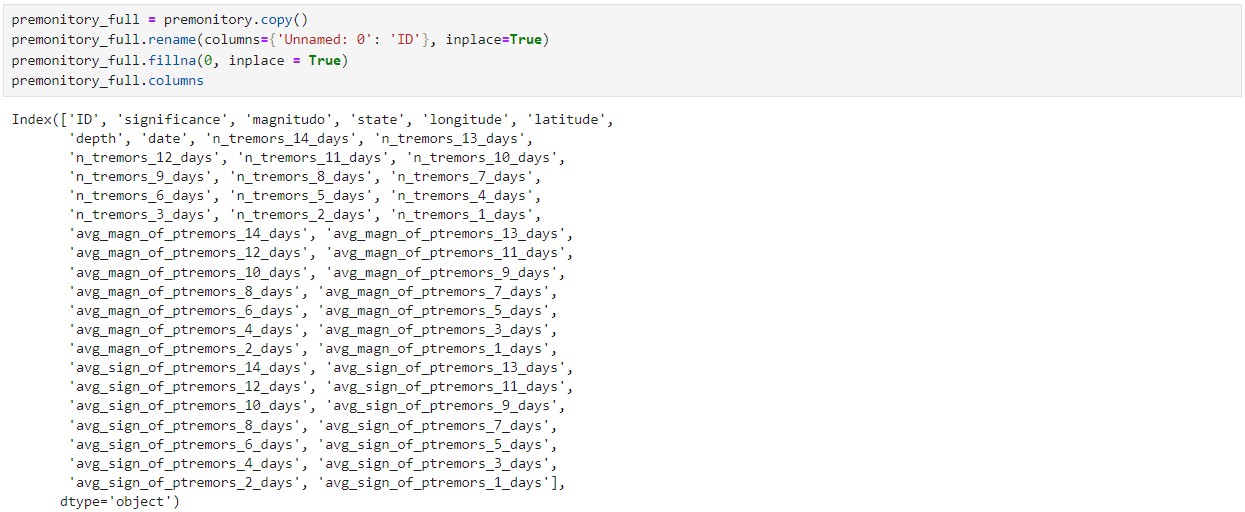 premonitory_full = premonitory.copy()
premonitory_full.rename(columns={'Unnamed: 0': 'ID'}, inplace=True)
premonitory_full.fillna(0, inplace = True)
premonitory_full.columns
Index(['ID', 'significance', 'magnitudo', 'state', 'longitude', 'latitude',
'depth', 'date', 'n_tremors_14_days', 'n_tremors_13_days',
'n_tremors_12_days', 'n_tremors_11_days', 'n_tremors_10_days',
'n_tremors_9_days', 'n_tremors_8_days', 'n_tremors_7_days',
'n_tremors_6_days', 'n_tremors_5_days', 'n_tremors_4_days',
'n_tremors_3_days', 'n_tremors_2_days', 'n_tremors_1_days',
'avg_magn_of_ptremors_14_days', 'avg_magn_of_ptremors_13_days',
'avg_magn_of_ptremors_12_days', 'avg_magn_of_ptremors_11_days',
'avg_magn_of_ptremors_10_days', 'avg_magn_of_ptremors_9_days',
'avg_magn_of_ptremors_8_days', 'avg_magn_of_ptremors_7_days',
'avg_magn_of_ptremors_6_days', 'avg_magn_of_ptremors_5_days',
'avg_magn_of_ptremors_4_days', 'avg_magn_of_ptremors_3_days',
'avg_magn_of_ptremors_2_days', 'avg_magn_of_ptremors_1_days',
'avg_sign_of_ptremors_14_days', 'avg_sign_of_ptremors_13_days',
'avg_sign_of_ptremors_12_days', 'avg_sign_of_ptremors_11_days',
'avg_sign_of_ptremors_10_days', 'avg_sign_of_ptremors_9_days',
'avg_sign_of_ptremors_8_days', 'avg_sign_of_ptremors_7_days',
'avg_sign_of_ptremors_6_days', 'avg_sign_of_ptremors_5_days',
'avg_sign_of_ptremors_4_days', 'avg_sign_of_ptremors_3_days',
'avg_sign_of_ptremors_2_days', 'avg_sign_of_ptremors_1_days'],
dtype='object')